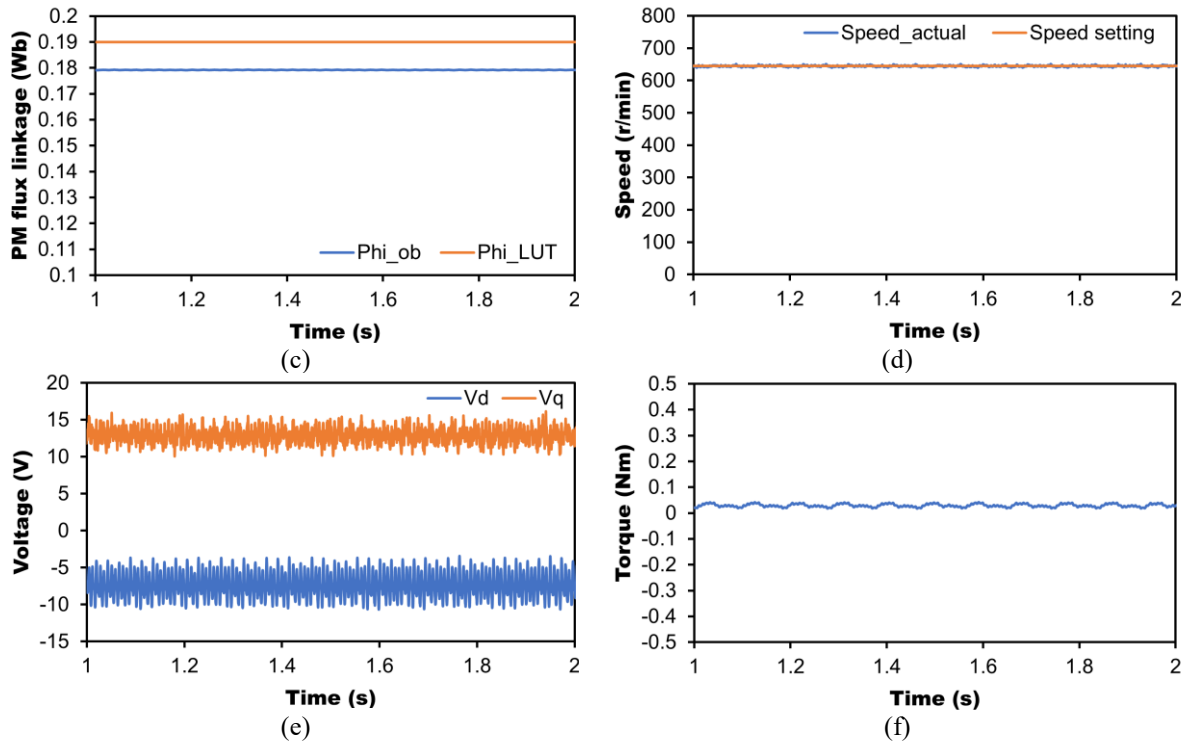 PM flux linkage (Wb)
0.2
0.19
0.18
0.17
0.16
0.15
0.14
0.13
0.12
0.11
0.1
Phi_ob Phi_LUT
1 1.2 1.4 1.6 1.8 2
Time (s)
(c)
Speed (r/min)
800
700
600
500
400
300
200
100
0
Speed_actual Speed setting
1 1.2 1.4 1.6 1.8 2
Time (s)
(d)
Voltage (V)
20
15
10
5
0
-5
-10
-15
Vd Vq
1 1.2 1.4 1.6 1.8 2
Time (s)
(e)
Torque (Nm)
0.5
0.4
0.3
0.2
0.1
0
-0.1
-0.2
-0.3
-0.4
-0.5
1 1.2 1.4 1.6 1.8 2
Time (s)
(f)